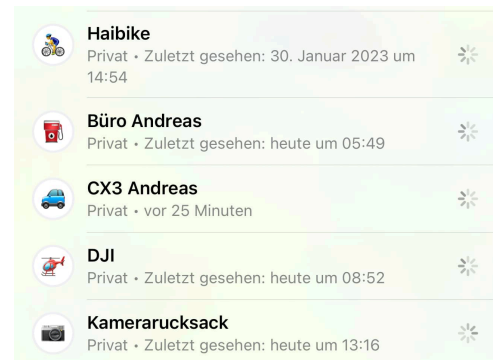 Haibike
Privat • Zuletzt gesehen: 30. Januar 2023 um
14:54
Büro Andreas
Privat • Zuletzt gesehen: heute um 05:49
CX3 Andreas
Privat • vor 25 Minuten
DJI
Privat • Zuletzt gesehen: heute um 08:52
Kamerarucksack
Privat • Zuletzt gesehen: heute um 13:16